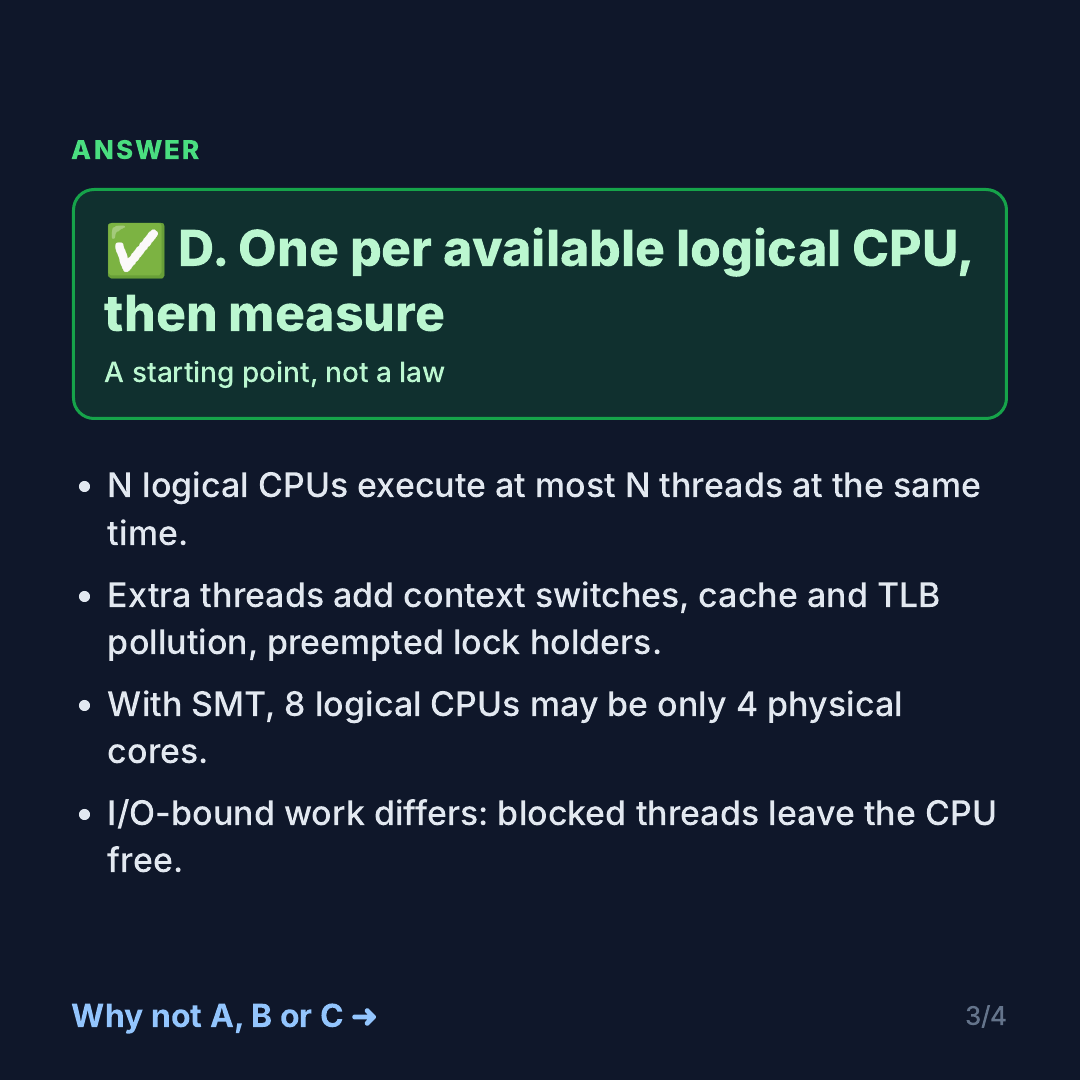 ANSWER
✅ D. One per available logical CPU,
then measure
A starting point, not a law
• N logical CPUs execute at most N threads at the same
time.
• Extra threads add context switches, cache and TLB
pollution, preempted lock holders.
• With SMT, 8 logical CPUs may be only 4 physical
cores.
• I/O-bound work differs: blocked threads leave the CPU
free.
Why not A, B or C ➜
3/4